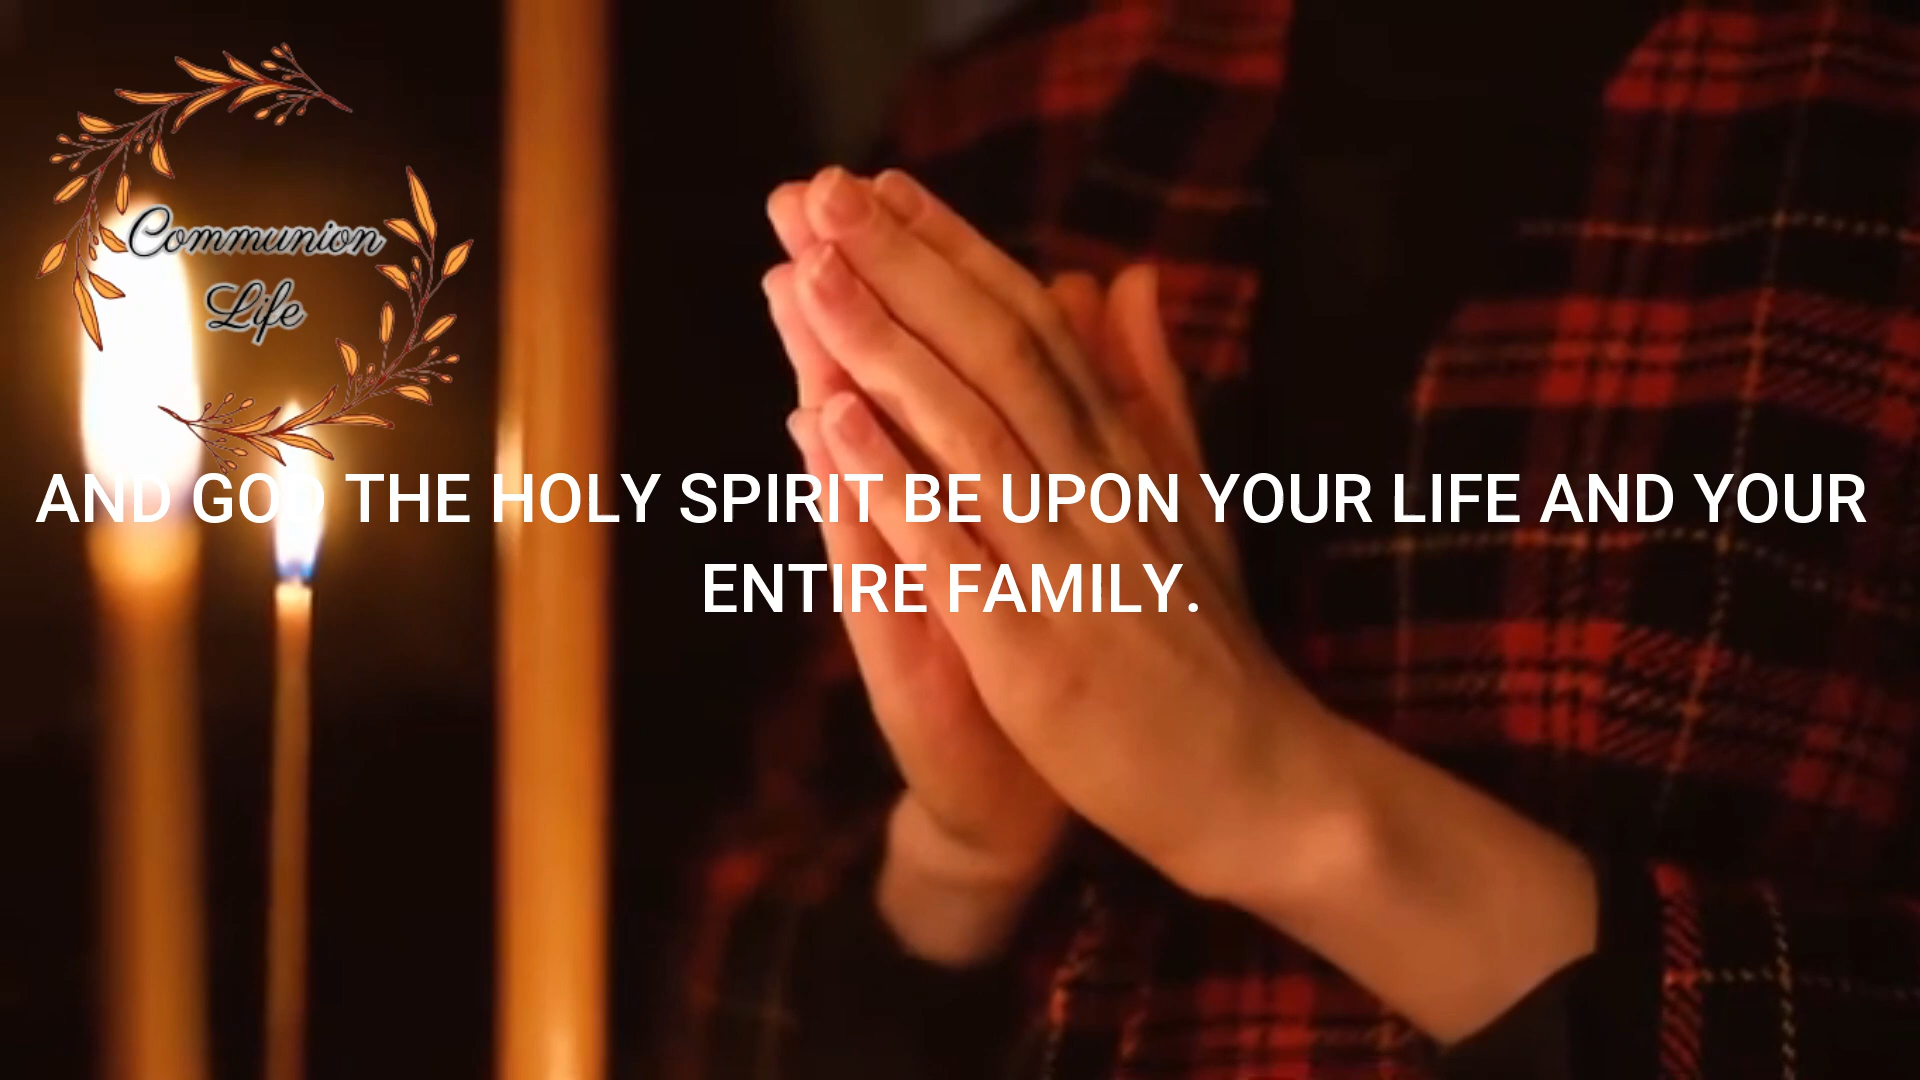 Communion
Life
AND GOD THE HOLY SPIRIT BE UPON YOUR LIFE AND YOUR
ENTIRE FAMILY.